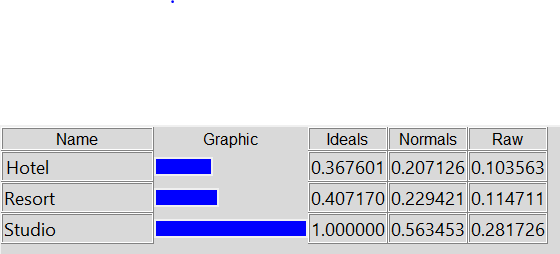 Name Graphic Ideals Normals Raw
Hotel 0.367601 0.207126 0.103563
Resort 0.407170 0.229421 0.114711
Studio 1.000000 0.563453 0.281726